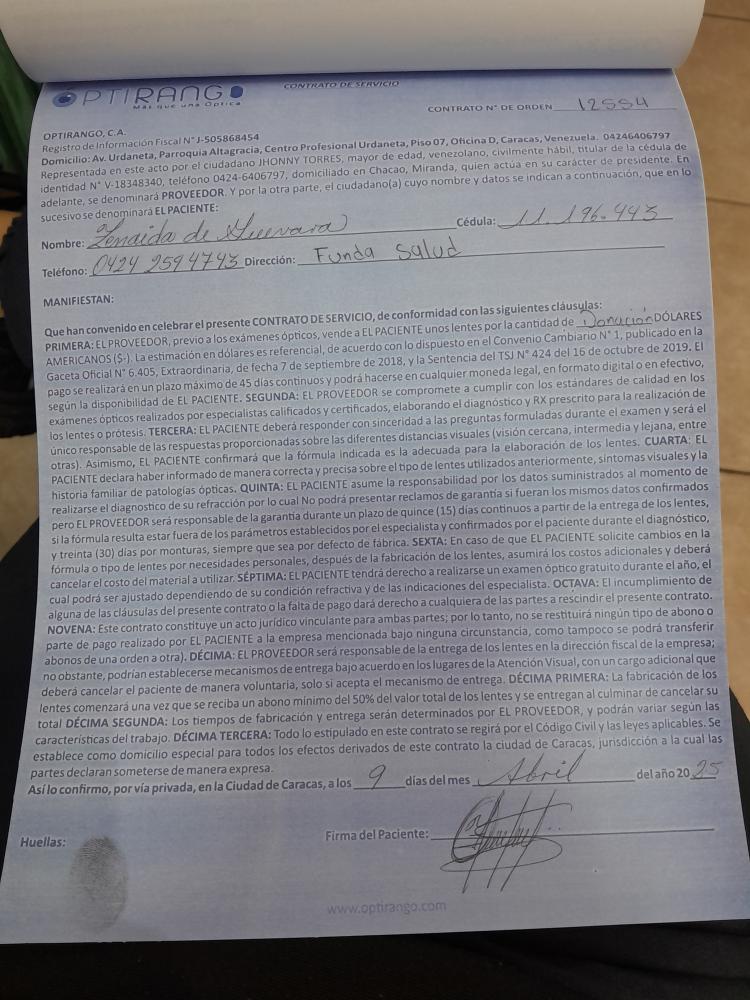 OPTIRANGO
Más que una Óptica
CONTRATO DE SERVICIO
CONTRATO N° DE ORDEN 12554
OPTIRANGO, C.A.
Registro de Información Fiscal N° J-505868454
Domicilio: Av. Urdaneta, Parroquia Altagracia, Centro Profesional Urdaneta, Piso 07, Oficina D, Caracas, Venezuela. 04246406797
Representada en este acto por el ciudadano JHONNY TORRES, mayor de edad, venezolano, civilmente hábil, titular de la cédula de
identidad N° V-18348340, teléfono 0424-6406797, domiciliado en Chacao, Miranda, quien actúa en su carácter de presidente. En
adelante, se denominará PROVEEDOR. Y por la otra parte, el ciudadano(a) cuyo nombre y datos se indican a continuación, que en lo
sucesivo se denominará EL PACIENTE:
Nombre: Zenaida de Guevara Cédula: 11.196.443
Teléfono: 0424 2594743 Dirección: Funda Salud
MANIFIESTAN:
Que han convenido en celebrar el presente CONTRATO DE SERVICIO, de conformidad con las siguientes cláusulas:
PRIMERA: EL PROVEEDOR, previo a los exámenes ópticos, vende a EL PACIENTE unos lentes por la cantidad de Donación DÓLARES
AMERICANOS ($-). La estimación en dólares es referencial, de acuerdo con lo dispuesto en el Convenio Cambiario N° 1, publicado en la
Gaceta Oficial N° 6.405, Extraordinaria, de fecha 7 de septiembre de 2018, y la Sentencia del TSJ N° 424 del 16 de octubre de 2019. El
pago se realizará en un plazo máximo de 45 días continuos y podrá hacerse en cualquier moneda legal, en formato digital o en efectivo,
según la disponibilidad de EL PACIENTE. SEGUNDA: EL PROVEEDOR se compromete a cumplir con los estándares de calidad en los
exámenes ópticos realizados por especialistas calificados y certificados, elaborando el diagnóstico y RX prescrito para la realización de
los lentes o prótesis. TERCERA: EL PACIENTE deberá responder con sinceridad a las preguntas formuladas durante el examen y será el
único responsable de las respuestas proporcionadas sobre las diferentes distancias visuales (visión cercana, intermedia y lejana, entre
otras). Asimismo, EL PACIENTE confirmará que la fórmula indicada es la adecuada para la elaboración de los lentes. CUARTA: EL
PACIENTE declara haber informado de manera correcta y precisa sobre el tipo de lentes utilizados anteriormente, síntomas visuales y la
historia familiar de patologías ópticas. QUINTA: EL PACIENTE asume la responsabilidad por los datos suministrados al momento de
realizarse el diagnostico de su refracción por lo cual No podrá presentar reclamos de garantía si fueran los mismos datos confirmados
pero EL PROVEEDOR será responsable de la garantía durante un plazo de quince (15) días continuos a partir de la entrega de los lentes,
si la fórmula resulta estar fuera de los parámetros establecidos por el especialista y confirmados por el paciente durante el diagnóstico,
y treinta (30) días por monturas, siempre que sea por defecto de fábrica. SEXTA: En caso de que EL PACIENTE solicite cambios en la
fórmula o tipo de lentes por necesidades personales, después de la fabricación de los lentes, asumirá los costos adicionales y deberá
cancelar el costo del material a utilizar. SÉPTIMA: EL PACIENTE tendrá derecho a realizarse un examen óptico gratuito durante el año, el
cual podrá ser ajustado dependiendo de su condición refractiva y de las indicaciones del especialista. OCTAVA: El incumplimiento de
alguna de las cláusulas del presente contrato o la falta de pago dará derecho a cualquiera de las partes a rescindir el presente contrato.
NOVENA: Este contrato constituye un acto jurídico vinculante para ambas partes; por lo tanto, no se restituirá ningún tipo de abono o
parte de pago realizado por EL PACIENTE a la empresa mencionada bajo ninguna circunstancia, como tampoco se podrá transferir
abonos de una orden a otra). DÉCIMA: EL PROVEEDOR será responsable de la entrega de los lentes en la dirección fiscal de la empresa;
no obstante, podrían establecerse mecanismos de entrega bajo acuerdo en los lugares de la Atención Visual, con un cargo adicional que
deberá cancelar el paciente de manera voluntaria, solo si acepta el mecanismo de entrega. DÉCIMA PRIMERA: La fabricación de los
lentes comenzará una vez que se reciba un abono mínimo del 50% del valor total de los lentes y se entregan al culminar de cancelar su
total DÉCIMA SEGUNDA: Los tiempos de fabricación y entrega serán determinados por EL PROVEEDOR, y podrán variar según las
características del trabajo. DÉCIMA TERCERA: Todo lo estipulado en este contrato se regirá por el Código Civil y las leyes aplicables. Se
establece como domicilio especial para todos los efectos derivados de este contrato la ciudad de Caracas, jurisdicción a la cual las
partes declaran someterse de manera expresa.
Así lo confirmo, por vía privada, en la Ciudad de Caracas, a los 9 días del mes Abril del año 2025
Huellas: Firma del Paciente:
www.optirango.com